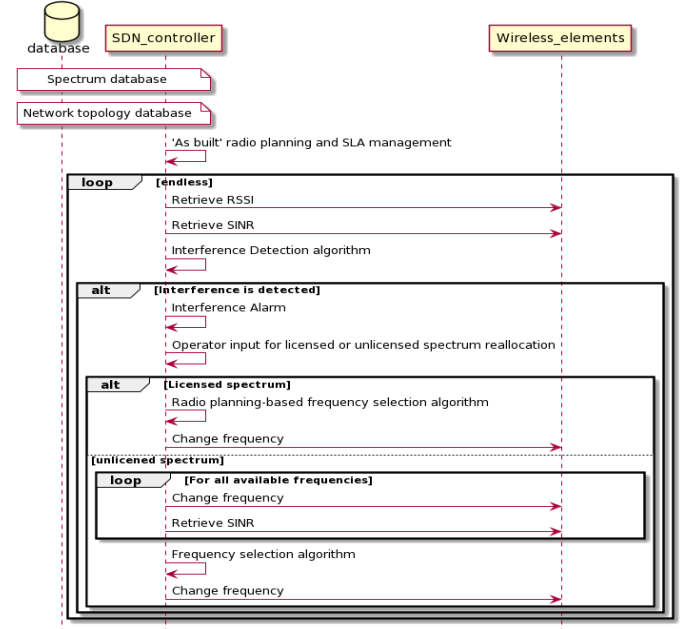 database
SDN_controller
Wireless_elements
Spectrum database
Network topology database
'As built' radio planning and SLA management
loop [endless]
Retrieve RSSI
Retrieve SINR
Interference Detection algorithm
alt [Interference is detected]
Interference Alarm
Operator input for licensed or unlicensed spectrum reallocation
alt [Licensed spectrum]
Radio planning-based frequency selection algorithm
Change frequency
[unlicened spectrum]
loop [For all available frequencies]
Change frequency
Retrieve SINR
Frequency selection algorithm
Change frequency